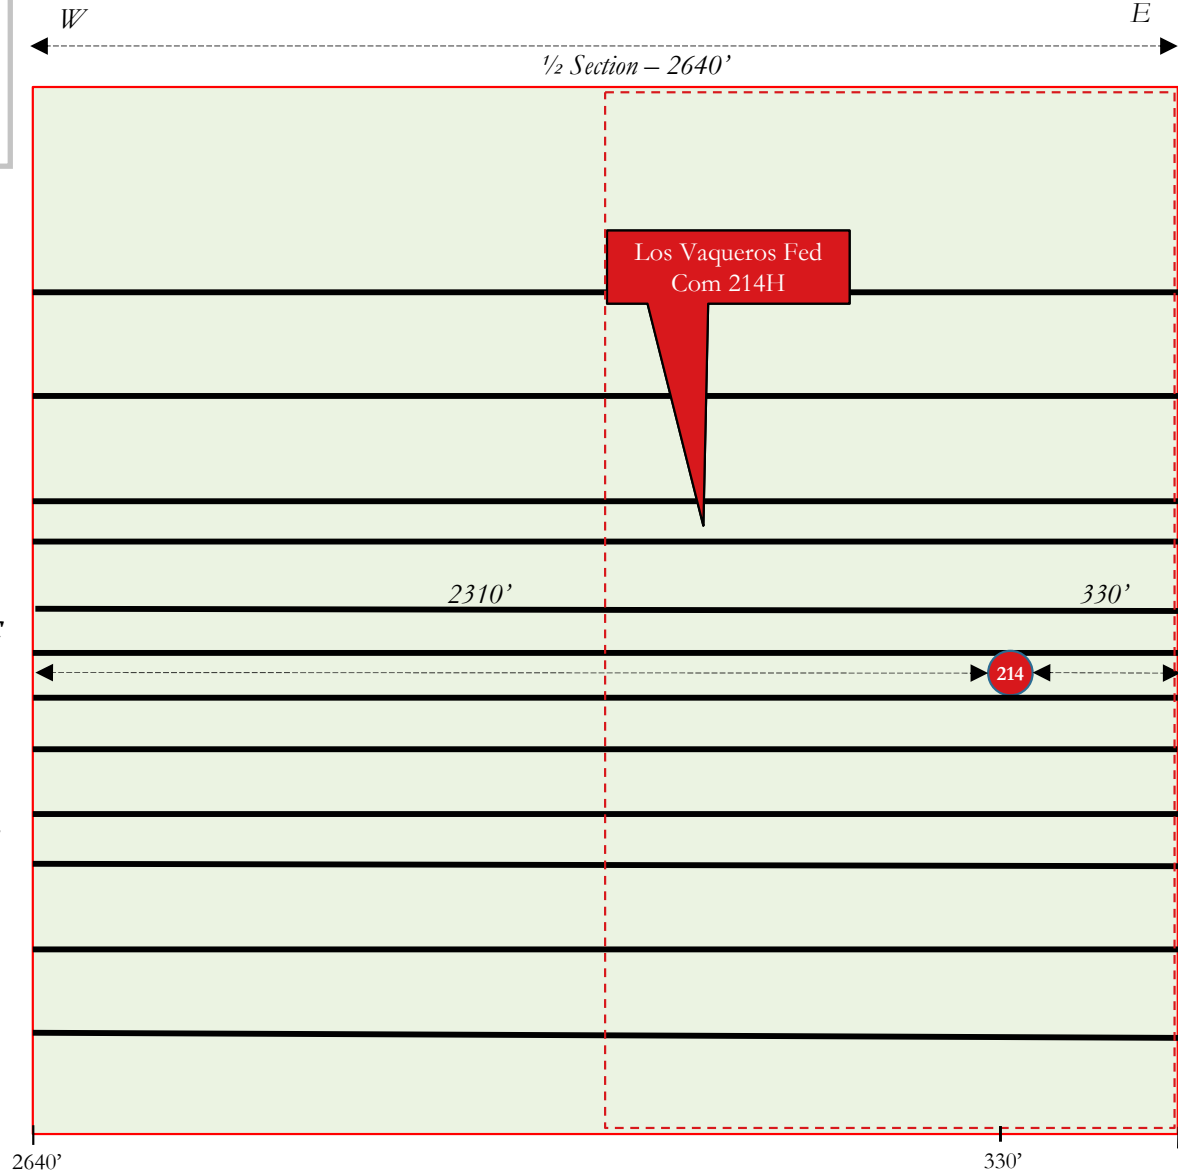 W
E
½ Section – 2640’
Los Vaqueros Fed
Com 214H
2310’
330’
214
2640’
330’